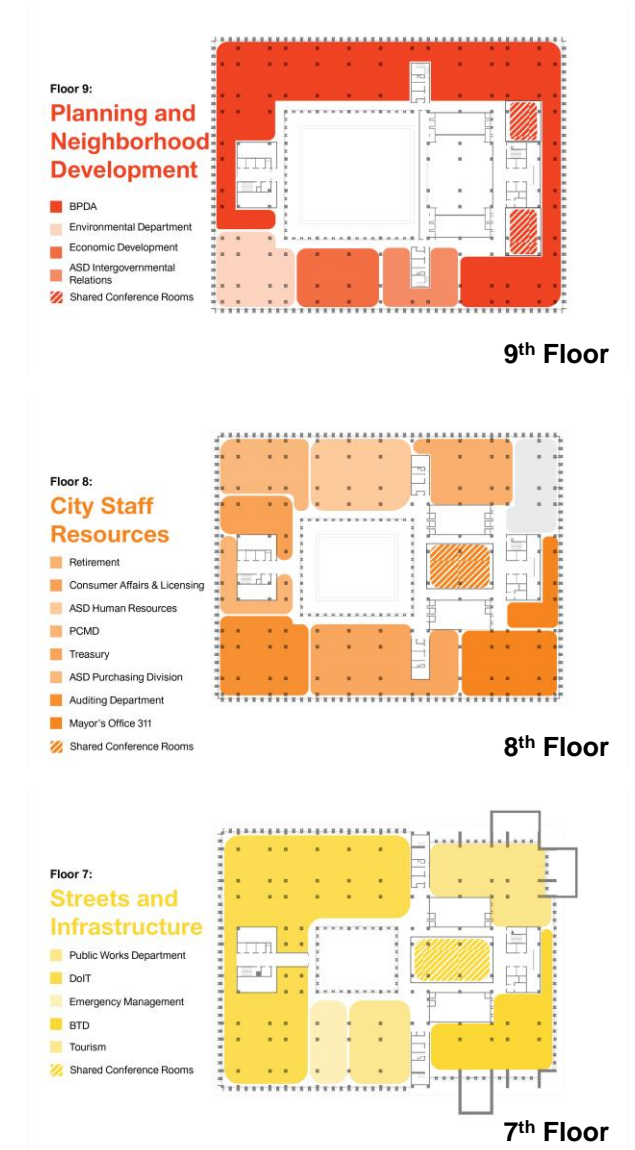 Floor 9:
Planning and
Neighborhood
Development
BPDA
Environmental Department
Economic Development
ASD Intergovernmental
Relations
Shared Conference Rooms
9th Floor
Floor 8:
City Staff
Resources
Retirement
Consumer Affairs & Licensing
ASD Human Resources
PCMD
Treasury
ASD Purchasing Division
Auditing Department
Mayor's Office 311
Shared Conference Rooms
8th Floor
Floor 7:
Streets and
Infrastructure
Public Works Department
DoIT
Emergency Management
BTD
Tourism
Shared Conference Rooms
7th Floor